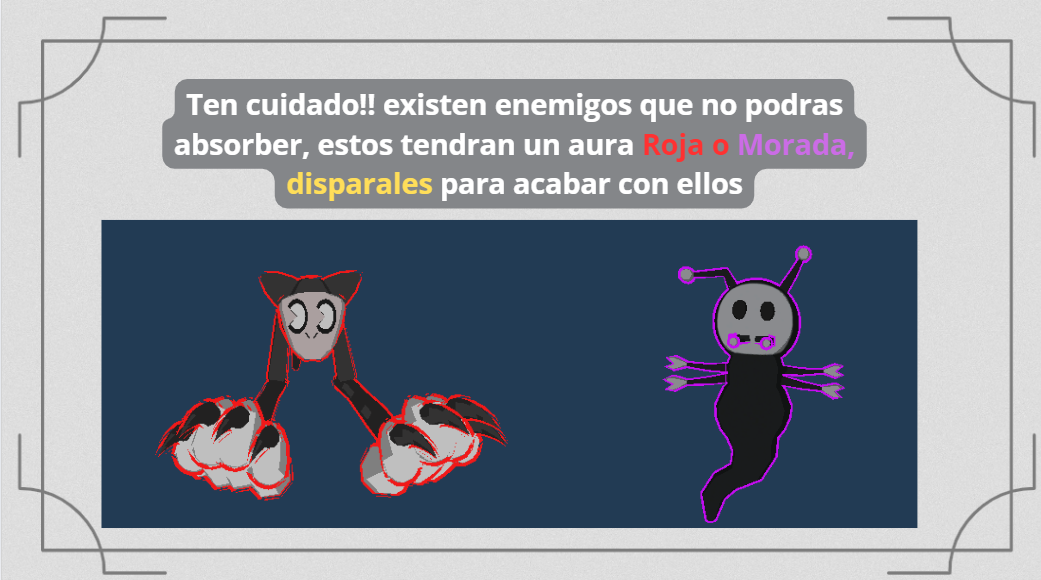 Ten cuidado!! existen enemigos que no podras
absorber, estos tendran un aura Roja o Morada,
disparales para acabar con ellos